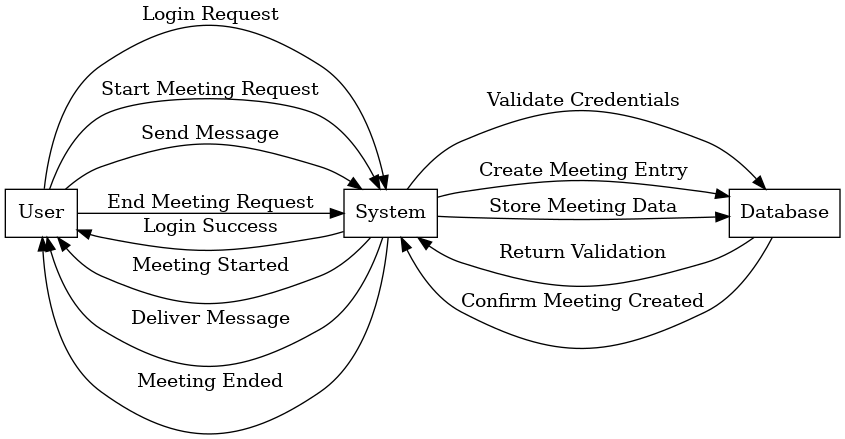 Login Request
Start Meeting Request
Validate Credentials
Send Message
Create Meeting Entry
End Meeting Request
Store Meeting Data
User
System
Database
Login Success
Return Validation
Meeting Started
Confirm Meeting Created
Deliver Message
Meeting Ended